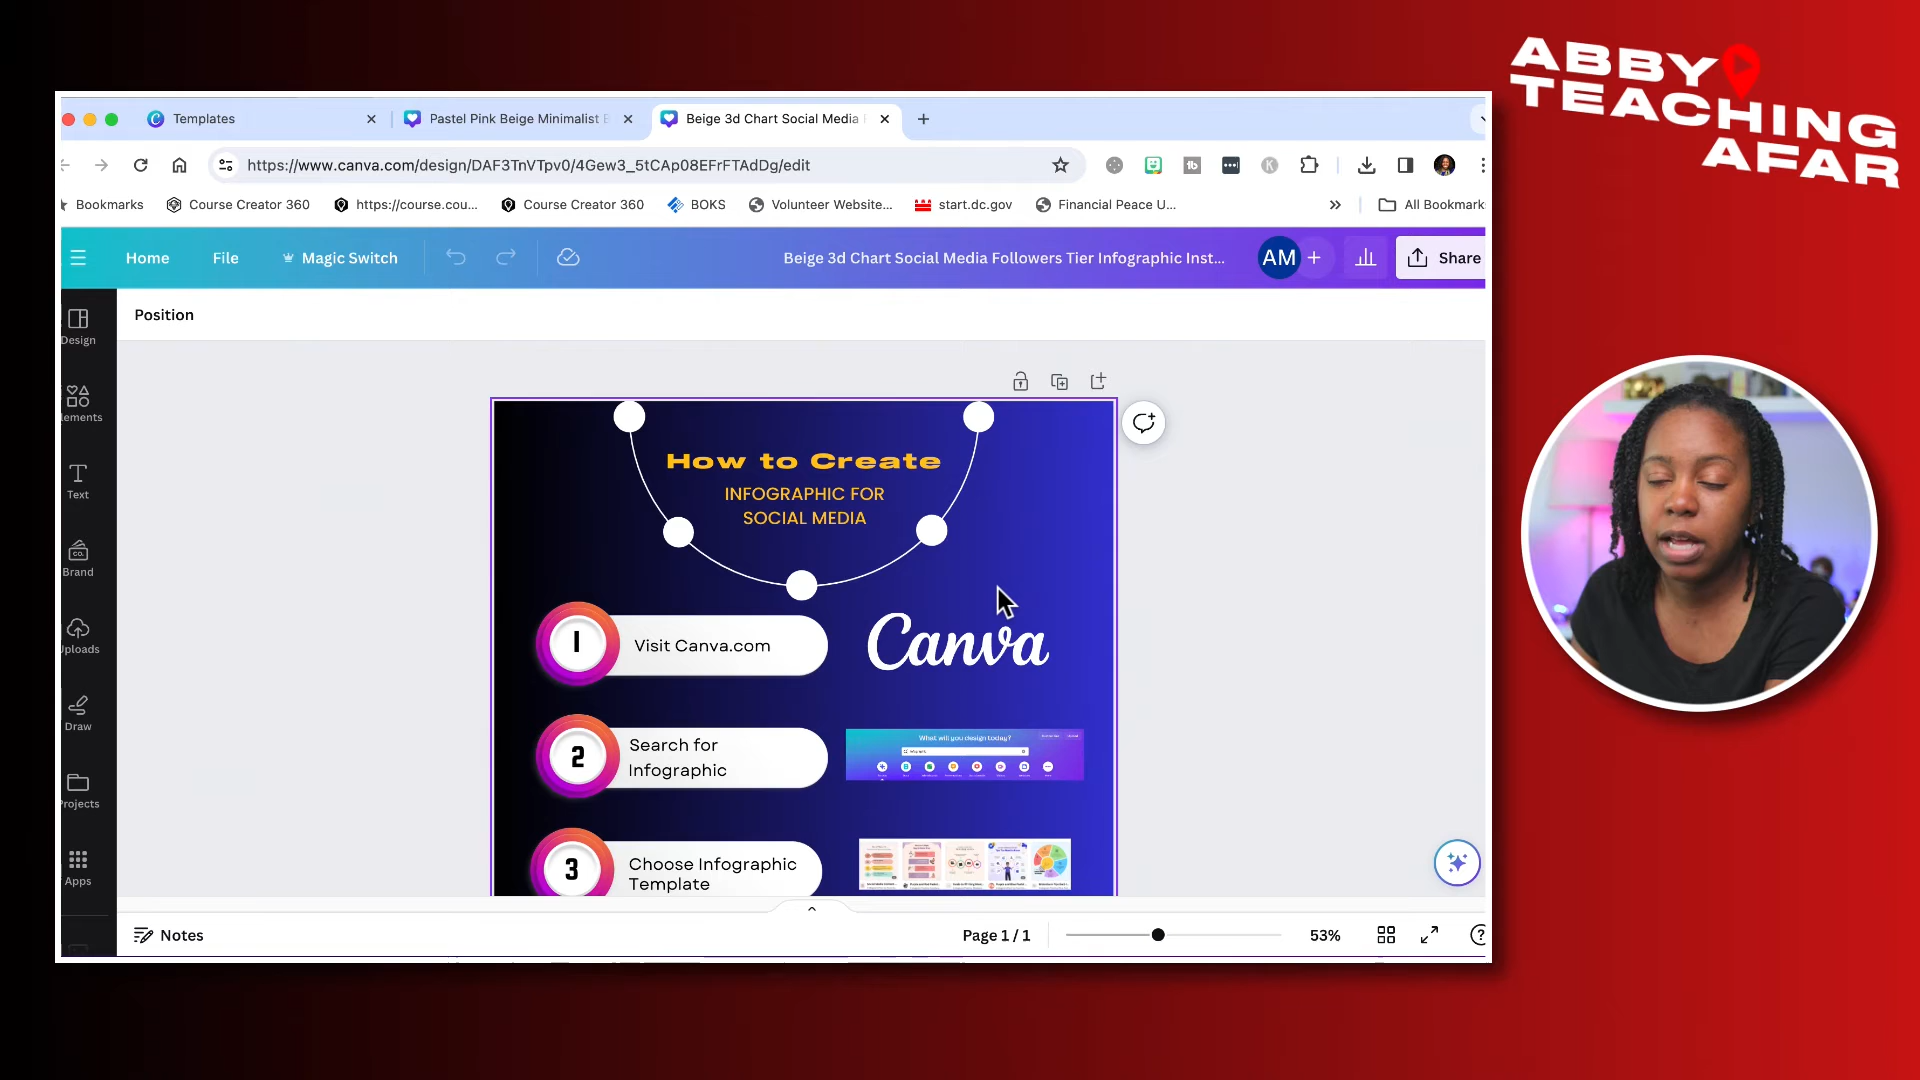 ABBY
TEACHING
AFAR
Templates
Pastel Pink Beige Minimalist
Beige 3d Chart Social Media
https://www.canva.com/design/DAF3TnVTpv0/4Gew3_5tCAp08EFrFTAdDg/edit
Bookmarks
Course Creator 360
https://course.cou...
Course Creator 360
BOKS
Volunteer Website...
start.dc.gov
Financial Peace U...
All Bookmark
Home
File
Magic Switch
Beige 3d Chart Social Media Followers Tier Infographic Inst...
AM
Share
Position
Design
lements
Text
Brand
Uploads
Draw
Projects
Apps
How to Create
INFOGRAPHIC FOR
SOCIAL MEDIA
1
Visit Canva.com
Canva
2
Search for
Infographic
What will you design today?
3
Choose Infographic
Template
Notes
Page 1 / 1
53%